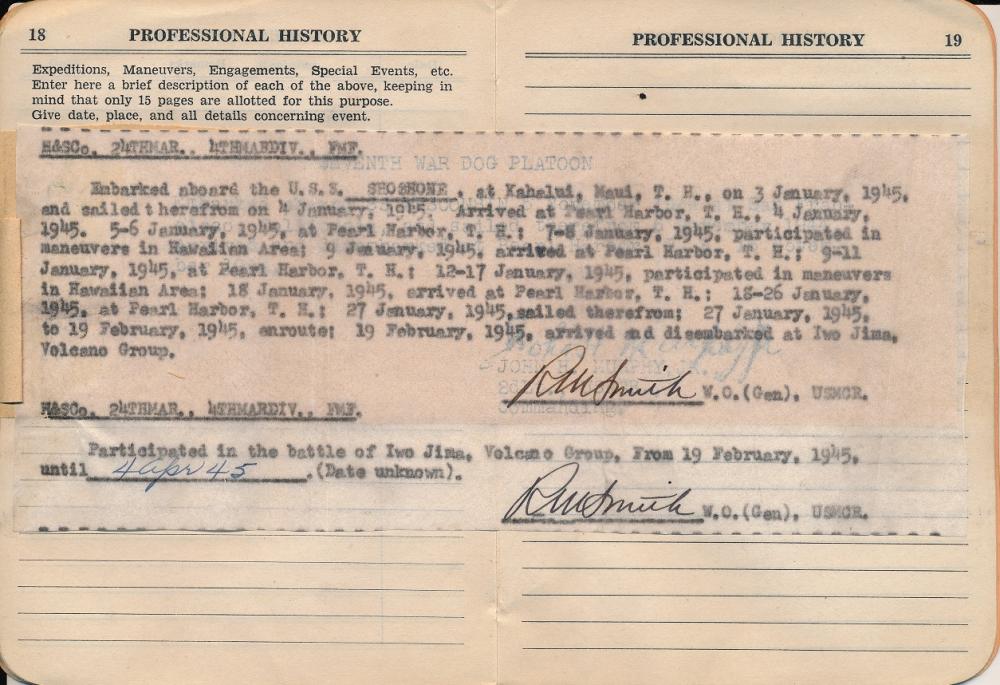 18 PROFESSIONAL HISTORY
Expeditions, Maneuvers, Engagements, Special Events, etc.
Enter here a brief description of each of the above, keeping in
mind that only 15 pages are allotted for this purpose.
Give date, place, and all details concerning event.
PROFESSIONAL HISTORY 19
H&SCo. 24THMAR., 4THMARDIV., FMF.
SEVENTH WAR DOG PLATOON
Embarked aboard the U.S.S. SHOSHONE, at Kahalui, Maui, T. H., on 3 January, 1945,
and sailed therefrom on 4 January, 1945. Arrived at Pearl Harbor, T. H., 4 January,
1945. 5-6 January, 1945, at Pearl Harbor, T. H.; 7-8 January, 1945, participated in
maneuvers in Hawaiian Area; 9 January, 1945, arrived at Pearl Harbor, T. H.; 9-11
January, 1945, at Pearl Harbor, T. H.; 12-17 January, 1945, participated in maneuvers
in Hawaiian Area; 18 January, 1945, arrived at Pearl Harbor, T. H.; 18-26 January,
1945, at Pearl Harbor, T. H.; 27 January, 1945, sailed therefrom; 27 January, 1945,
to 19 February, 1945, enroute; 19 February, 1945, arrived and disembarked at Iwo Jima,
Volcano Group.
RM Smith W.O.(Gen), USMCR.
H&SCo. 24THMAR., 4THMARDIV., FMF.
Participated in the battle of Iwo Jima, Volcano Group, From 19 February, 1945,
until 4 Apr 45 .(Date unknown).
RM Smith W.O.(Gen), USMCR.